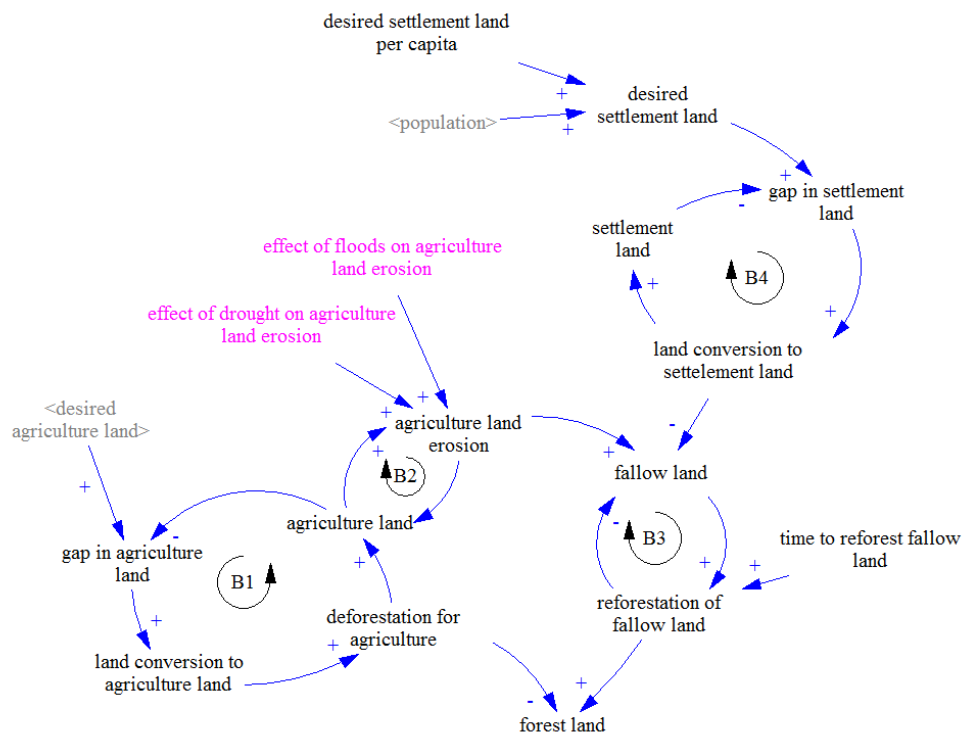 desired settlement land
per capita
+
desired
settlement land
<population>
+
+
gap in settlement
land
-
settlement
land
effect of floods on agriculture
land erosion
B4
+
+
effect of drought on agriculture
land erosion
land conversion to
settelement land
<desired
agriculture land>
+
+
agriculture land
erosion
-
+
+
fallow land
B2
+
agriculture land
-
-
B3
time to reforest fallow
land
gap in agriculture
land
+
+
+
B1
reforestation of
fallow land
deforestation for
agriculture
+
+
land conversion to
agriculture land
+
-
forest land